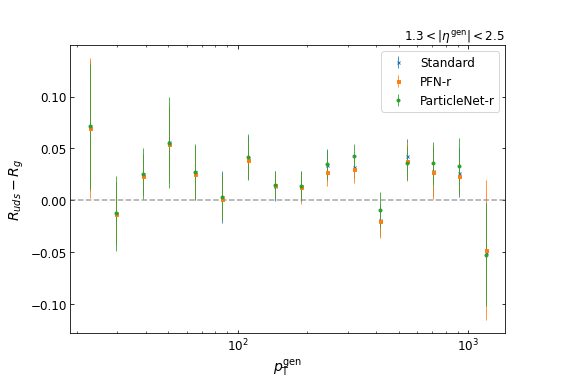 1.3 < |η^gen| < 2.5
Standard
PFN-r
ParticleNet-r
0.10
0.05
0.00
−0.05
−0.10
R_uds − R_g
10^2
10^3
p_T^gen